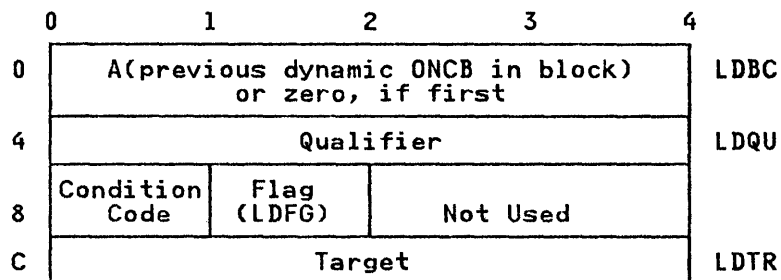 0 1 2 3 4
0 A(previous dynamic ONCB in block) LDBC
or zero, if first
4 Qualifier LDQU
Condition Flag
8 Code (LDFG) Not Used
C Target LDTR